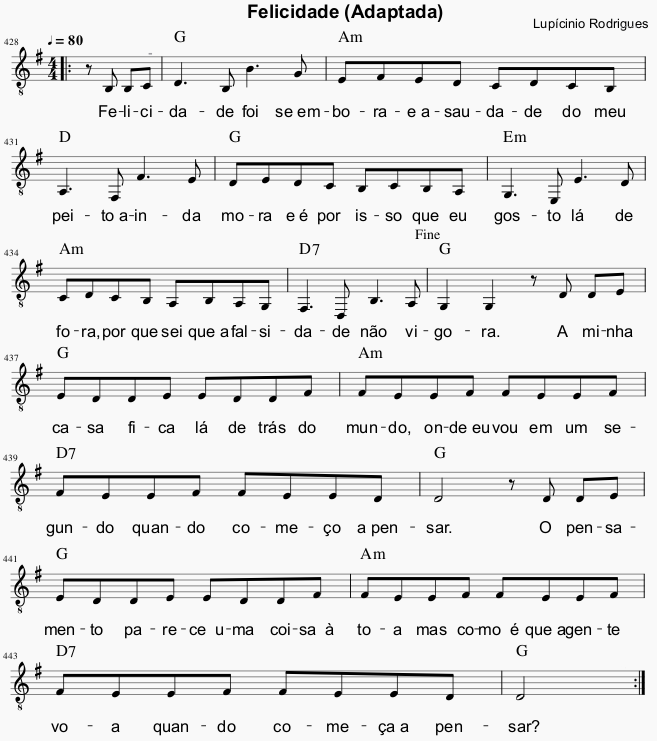 Felicidade (Adaptada)
Lupícinio Rodrigues
428 ♩ = 80 G Am
Fe-li-ci-da-de foi se em-bo-ra-e a-sau-da-de do meu
431 D G Em
pei-to a-in-da mo-ra e é por is-so que eu gos-to lá de
434 Am D7 Fine G
fo-ra, por que sei que a fal-si-da-de não vi-go-ra. A mi-nha
437 G Am
ca-sa fi-ca lá de trás do mun-do, on-de eu vou em um se-
439 D7 G
gun-do quan-do co-me-ço a pen-sar. O pen-sa-
441 G Am
men-to pa-re-ce u-ma coi-sa à to-a mas co-mo é que agen-te
443 D7 G
vo-a quan-do co-me-ça a pen-sar?